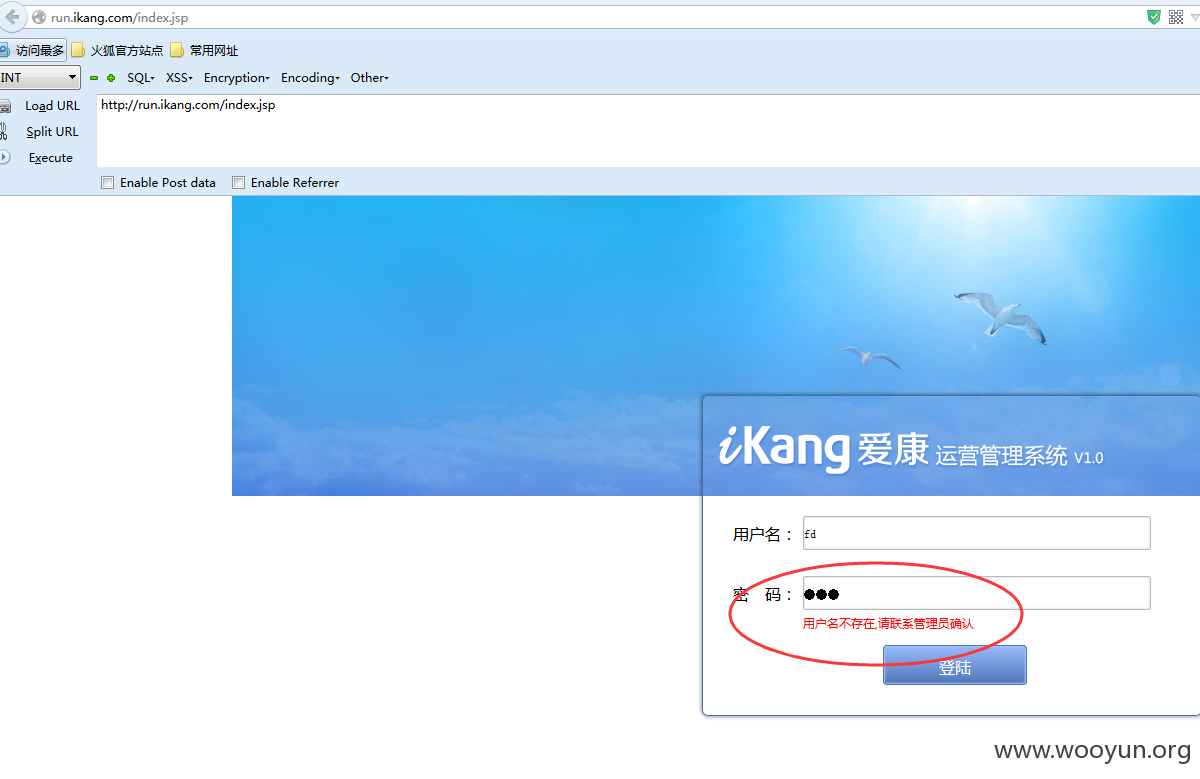 run.ikang.com/index.jsp
访问最多 火狐官方站点 常用网址
INT SQL XSS Encryption Encoding Other
Load URL http://run.ikang.com/index.jsp
Split URL
Execute
Enable Post data Enable Referrer
iKang 爱康 运营管理系统 V1.0
用户名： fd
密 码： ●●●
用户名不存在,请联系管理员确认
登陆
www.wooyun.org